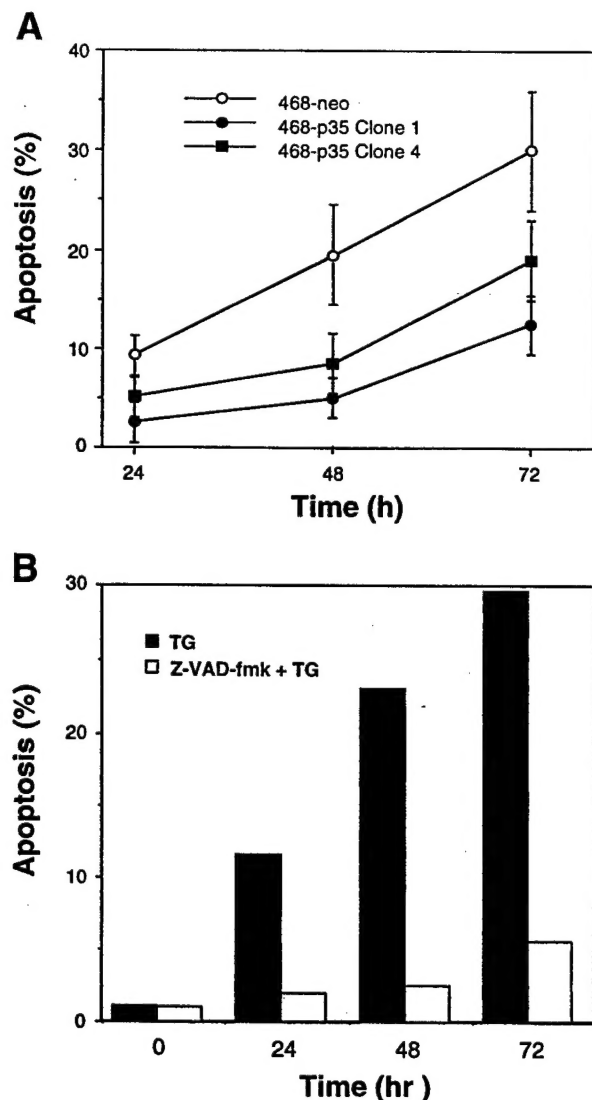 A
40
30
20
10
0
Apoptosis (%)
468-neo
468-p35 Clone 1
468-p35 Clone 4
24
48
72
Time (h)
B
30
20
10
0
Apoptosis (%)
TG
Z-VAD-fmk + TG
0
24
48
72
Time (hr )